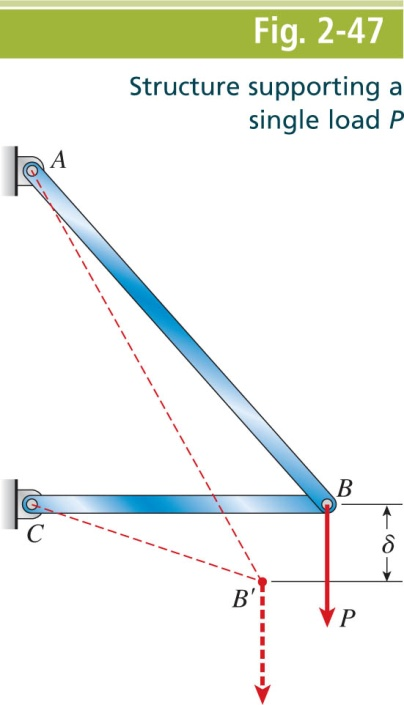 Fig. 2-47
Structure supporting a
single load P
A
B
C
δ
B'
P